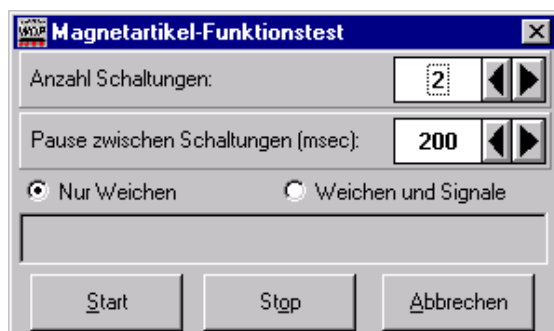 Magnetartikel-Funktionstest
Anzahl Schaltungen: 2
Pause zwischen Schaltungen (msec): 200
Nur Weichen Weichen und Signale
Start Stop Abbrechen